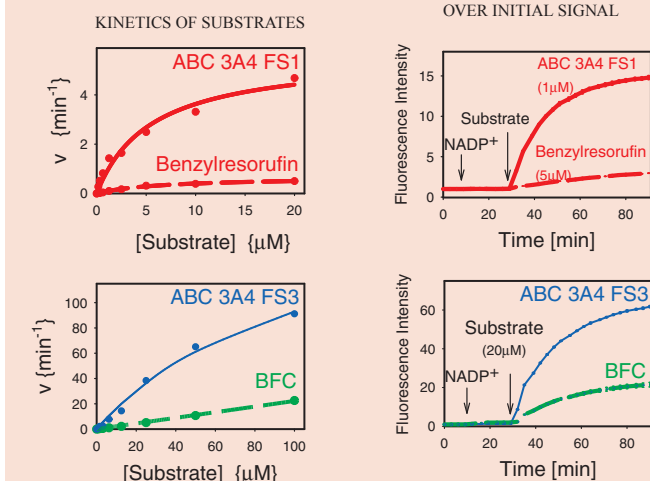 KINETICS OF SUBSTRATES
OVER INITIAL SIGNAL
ABC 3A4 FS1
Benzylresorufin
v {min⁻¹}
4
2
0
0 5 10 15 20
[Substrate] {µM}
ABC 3A4 FS1
(1µM)
Substrate
NADP+
Benzylresorufin
(5µM)
Fluorescence Intensity
15
10
5
0
0 20 40 60 80
Time [min]
ABC 3A4 FS3
BFC
v {min⁻¹}
100
80
60
40
20
0
0 20 40 60 80 100
[Substrate] {µM}
ABC 3A4 FS3
Substrate
(20µM)
NADP+
BFC
Fluorescence Intensity
60
40
20
0
0 20 40 60 80
Time [min]